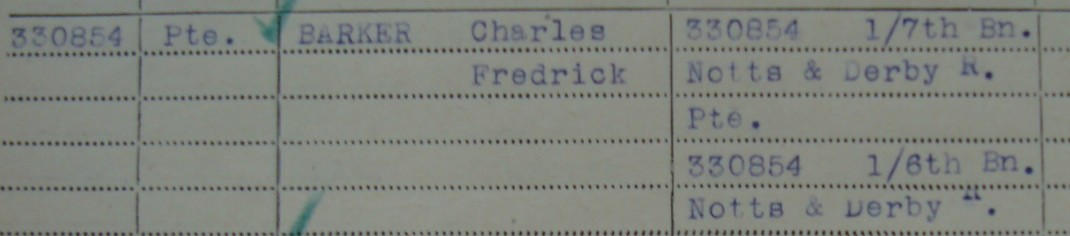 330854 Pte. BARKER Charles 330854 1/7th Bn.
Fredrick Notts & Derby R.
Pte.
330854 1/6th Bn.
Notts & Derby R.